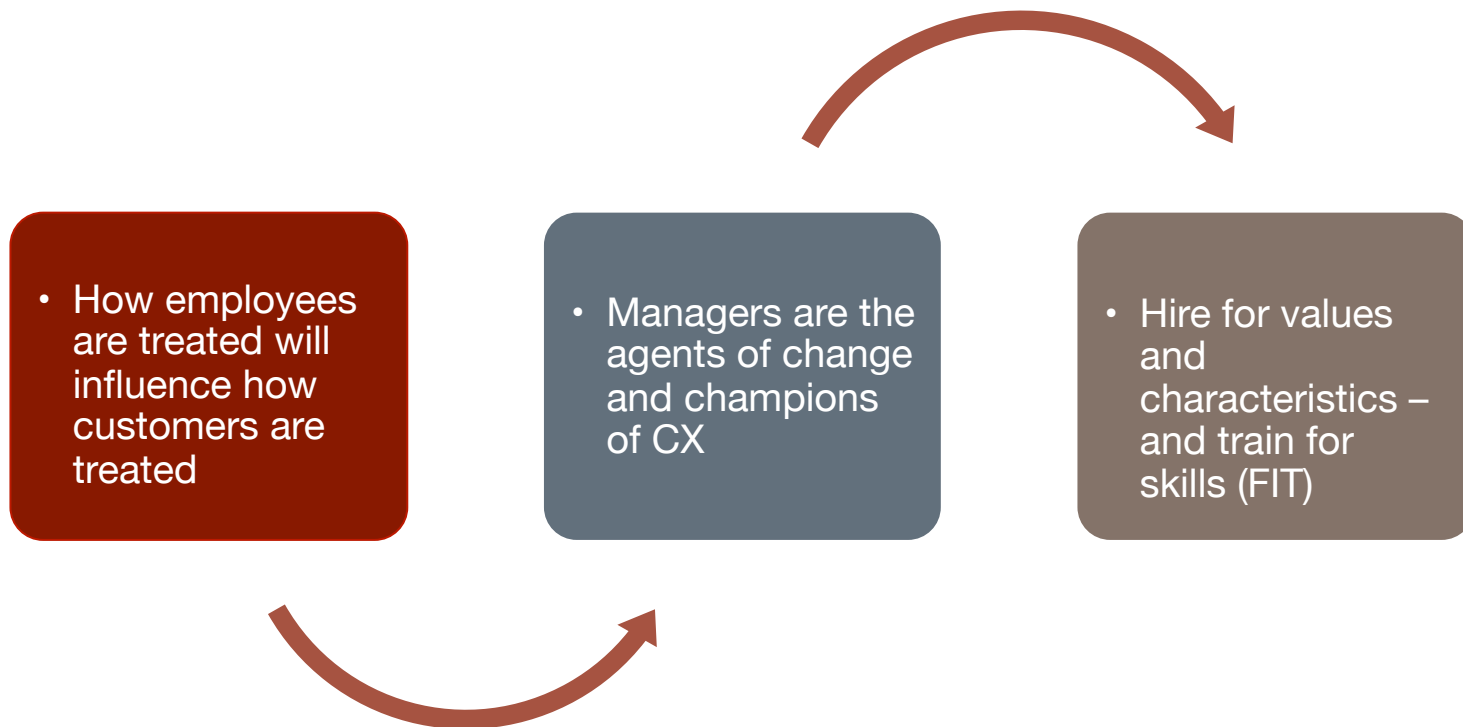 • How employees
are treated will
influence how
customers are
treated
• Managers are the
agents of change
and champions
of CX
• Hire for values
and
characteristics –
and train for
skills (FIT)